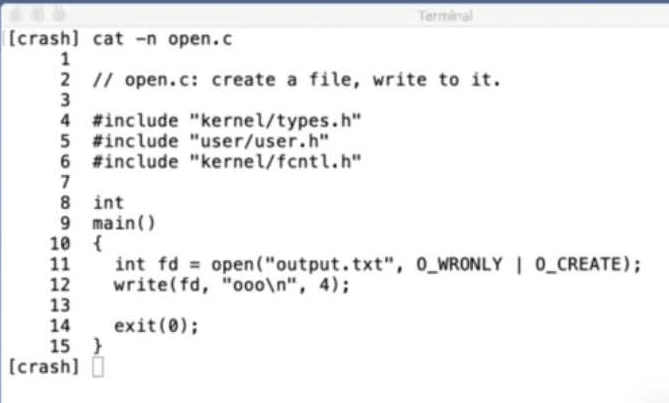 Terminal
[crash] cat -n open.c
1
2 // open.c: create a file, write to it.
3
4 #include "kernel/types.h"
5 #include "user/user.h"
6 #include "kernel/fcntl.h"
7
8 int
9 main()
10 {
11 int fd = open("output.txt", O_WRONLY | O_CREATE);
12 write(fd, "ooo\n", 4);
13
14 exit(0);
15 }
[crash]